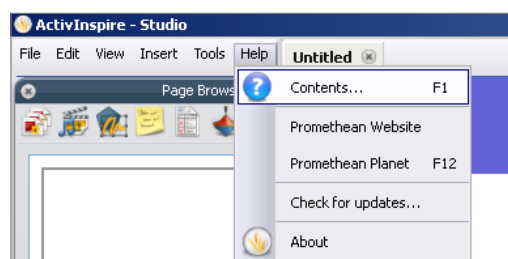 ActivInspire - Studio
File Edit View Insert Tools Help Untitled
Page Brows
Contents... F1
Promethean Website
Promethean Planet F12
Check for updates...
About